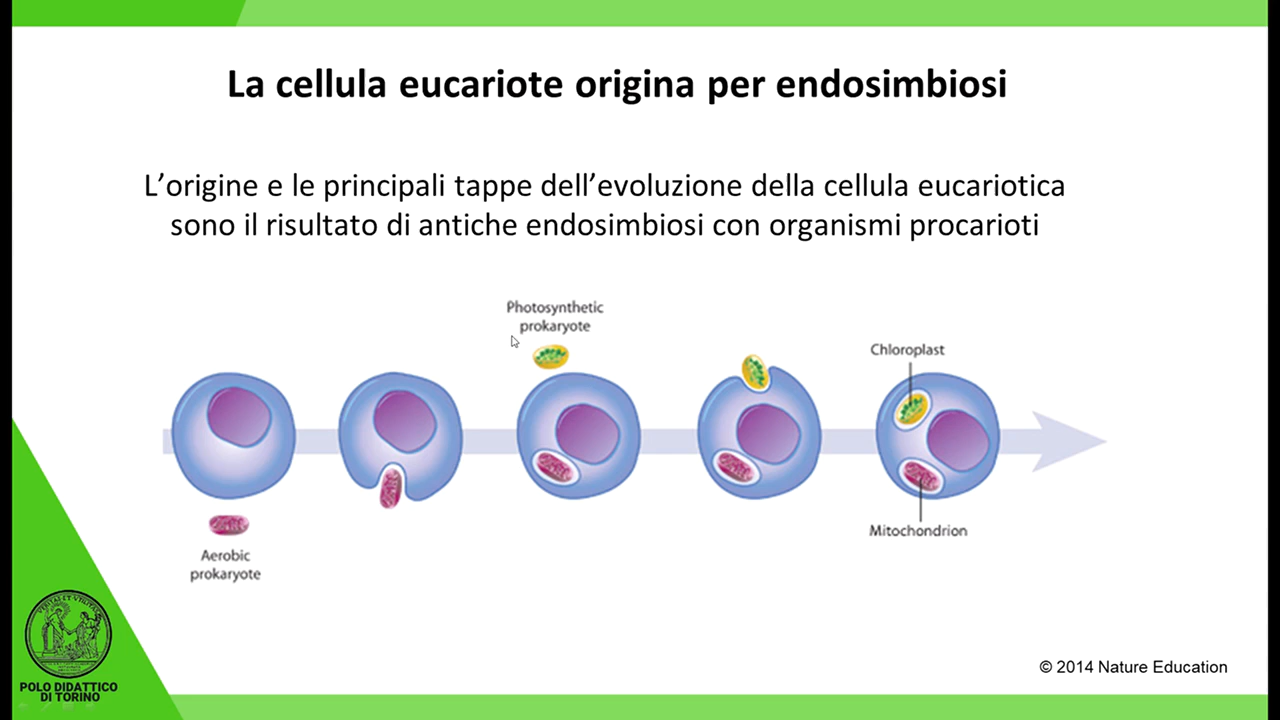 La cellula eucariote origina per endosimbiosi
L’origine e le principali tappe dell’evoluzione della cellula eucariotica
sono il risultato di antiche endosimbiosi con organismi procarioti
Photosynthetic
prokaryote
Chloroplast
Mitochondrion
Aerobic
prokaryote
© 2014 Nature Education
POLO DIDATTICO
DI TORINO